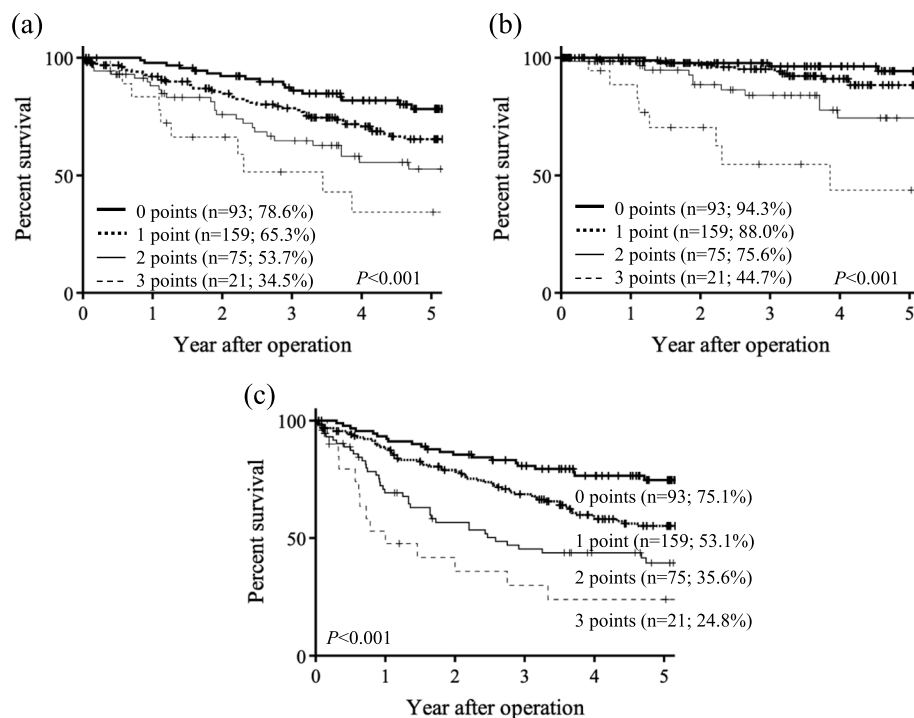 (a)
100
50
0
Percent survival
0 points (n=93; 78.6%)
1 point (n=159; 65.3%)
2 points (n=75; 53.7%)
3 points (n=21; 34.5%)
P<0.001
0 1 2 3 4 5
Year after operation
(b)
100
50
0
Percent survival
0 points (n=93; 94.3%)
1 point (n=159; 88.0%)
2 points (n=75; 75.6%)
3 points (n=21; 44.7%)
P<0.001
0 1 2 3 4 5
Year after operation
(c)
100
50
0
Percent survival
0 points (n=93; 75.1%)
1 point (n=159; 53.1%)
2 points (n=75; 35.6%)
3 points (n=21; 24.8%)
P<0.001
0 1 2 3 4 5
Year after operation